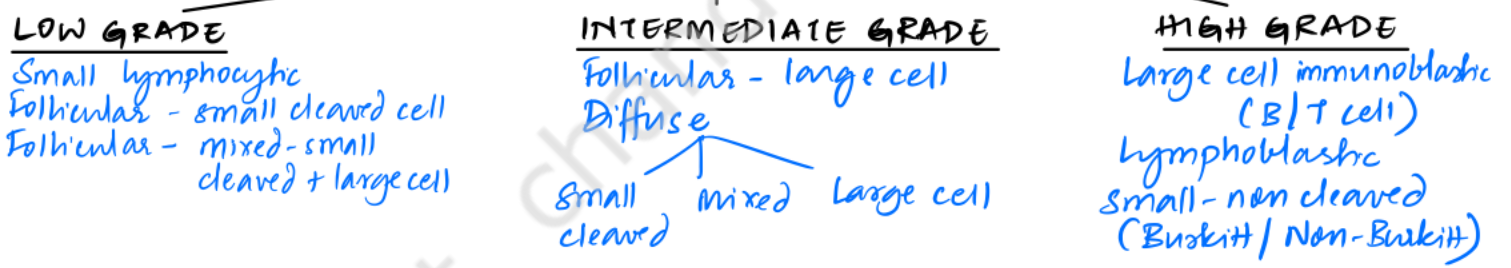 LOW GRADE
Small lymphocytic
Follicular - small cleaved cell
Follicular - mixed-small
cleaved + large cell
INTERMEDIATE GRADE
Follicular - large cell
Diffuse
Small
cleaved
mixed
Large cell
HIGH GRADE
Large cell immunoblastic
(B/T cell)
Lymphoblastic
Small-non cleaved
(Burkitt / Non-Burkitt)